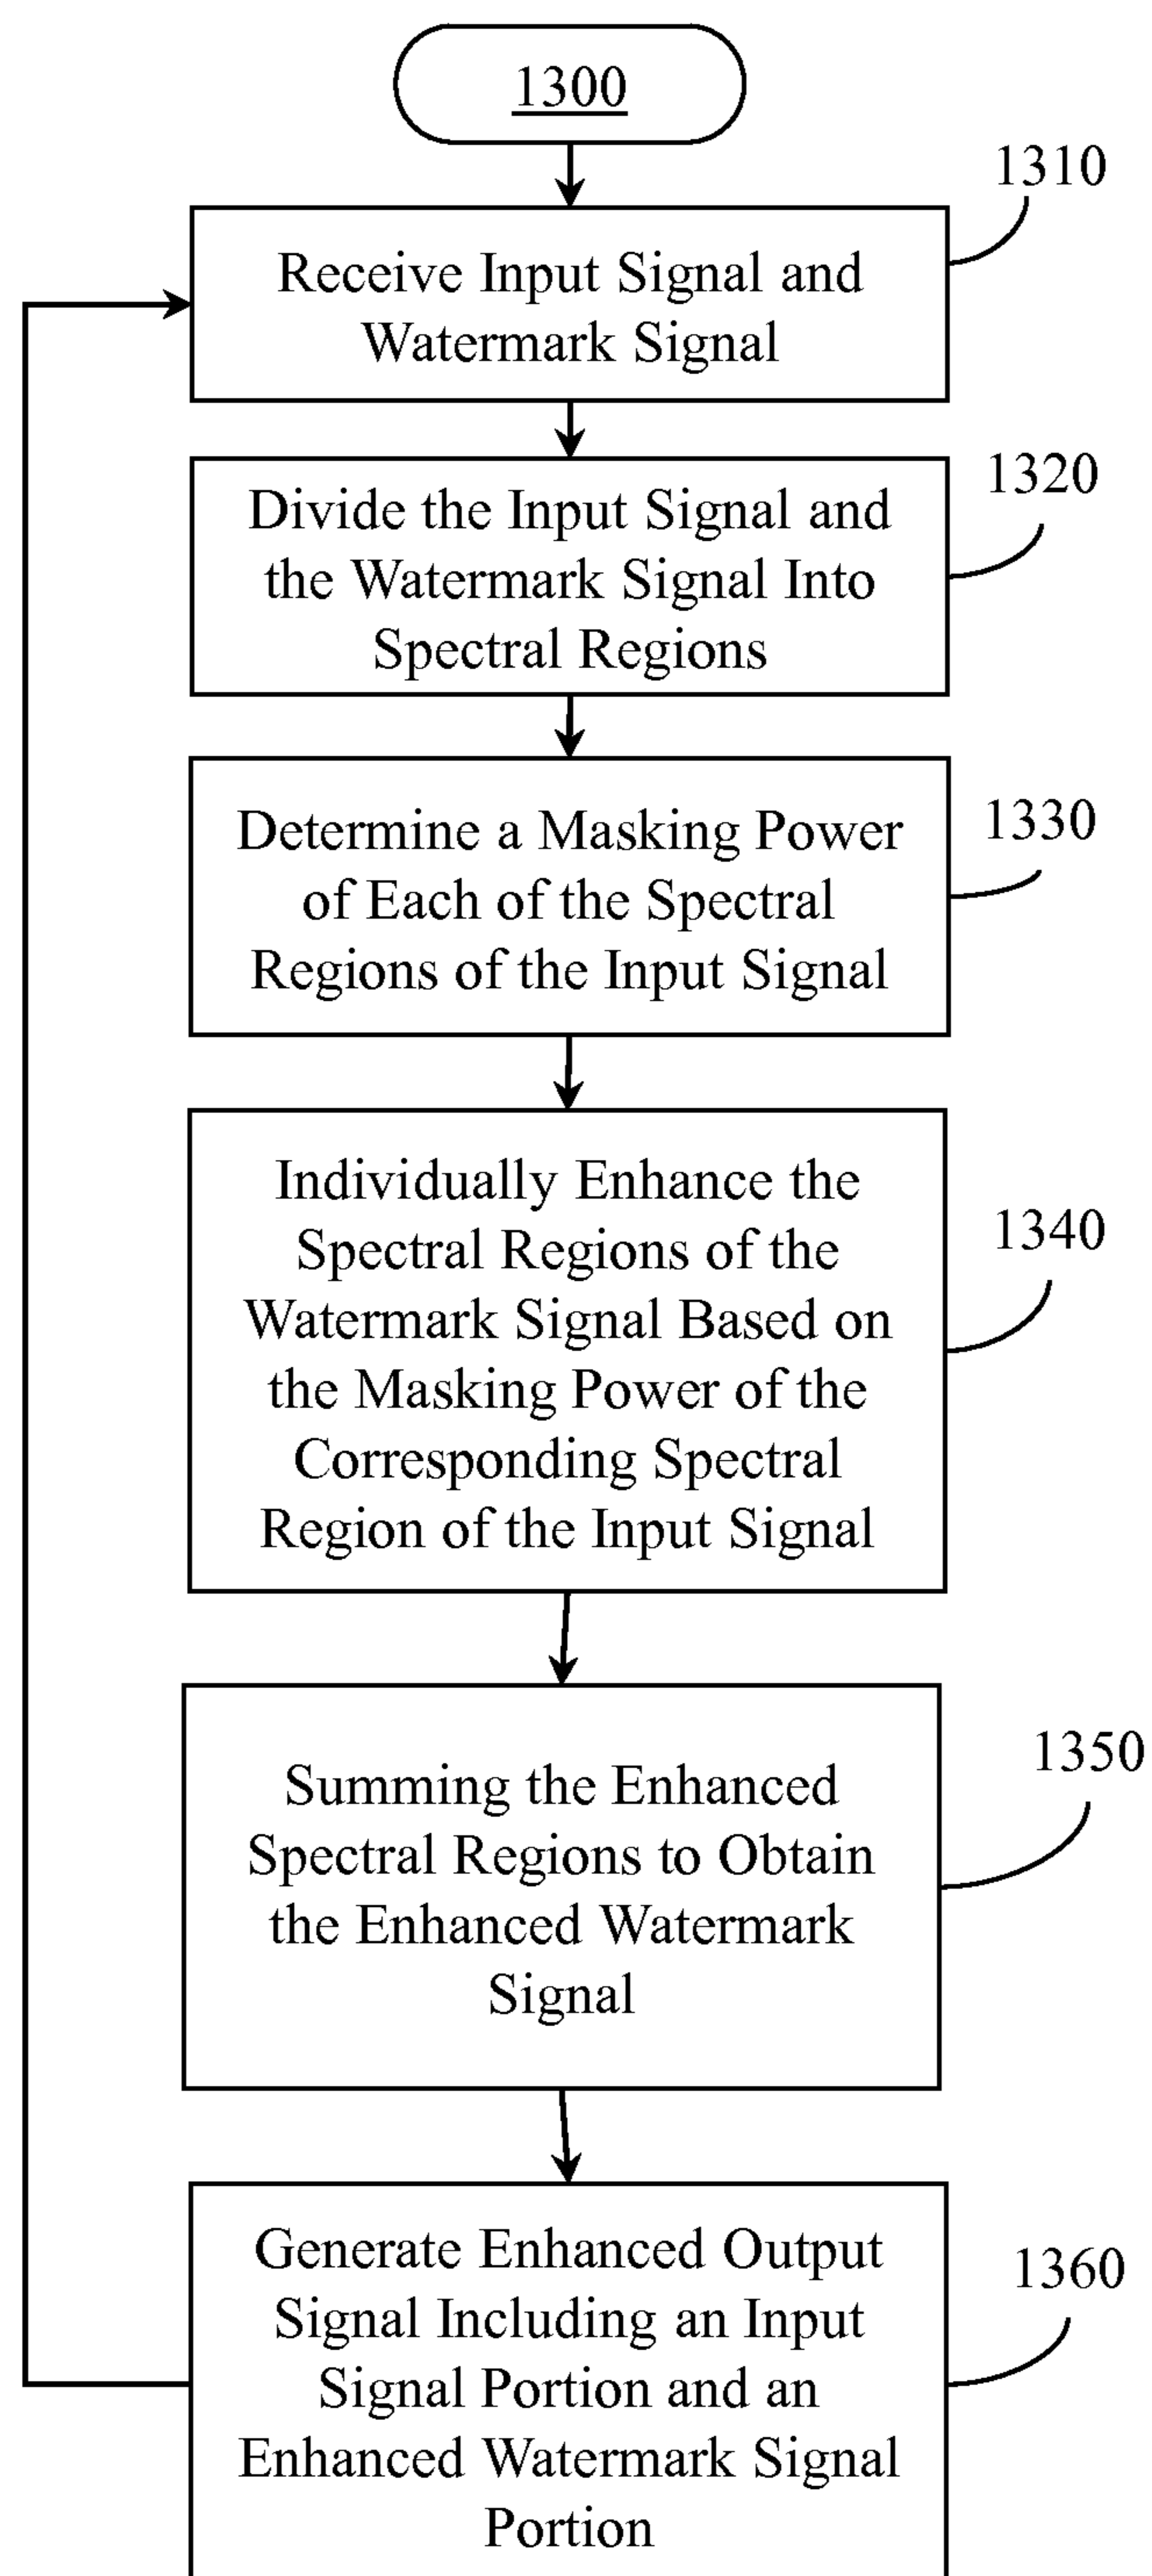 1300
1310
Receive Input Signal and
Watermark Signal
1320
Divide the Input Signal and
the Watermark Signal Into
Spectral Regions
1330
Determine a Masking Power
of Each of the Spectral
Regions of the Input Signal
1340
Individually Enhance the
Spectral Regions of the
Watermark Signal Based on
the Masking Power of the
Corresponding Spectral
Region of the Input Signal
1350
Summing the Enhanced
Spectral Regions to Obtain
the Enhanced Watermark
Signal
1360
Generate Enhanced Output
Signal Including an Input
Signal Portion and an
Enhanced Watermark Signal
Portion